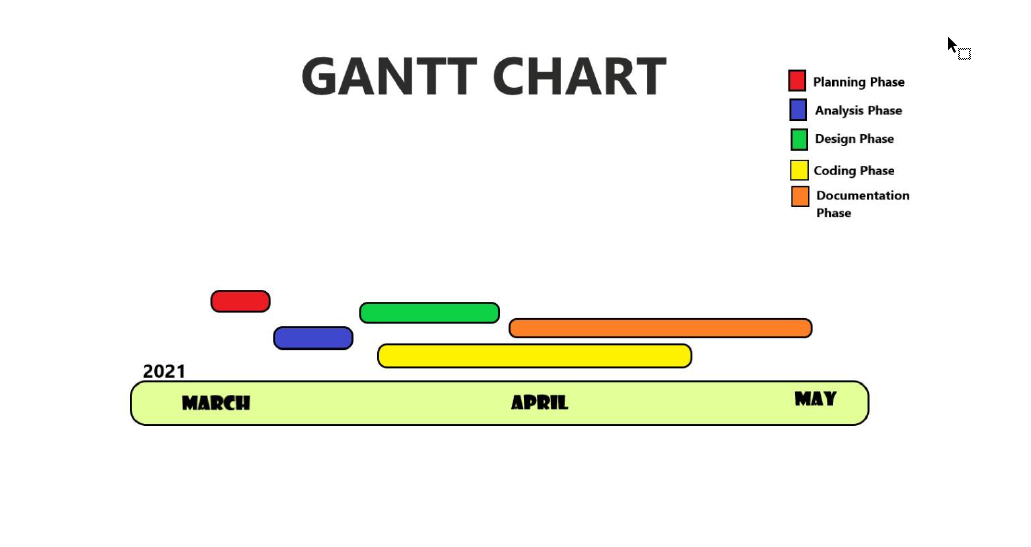 GANTT CHART
Planning Phase
Analysis Phase
Design Phase
Coding Phase
Documentation
Phase
2021
MARCH
APRIL
MAY